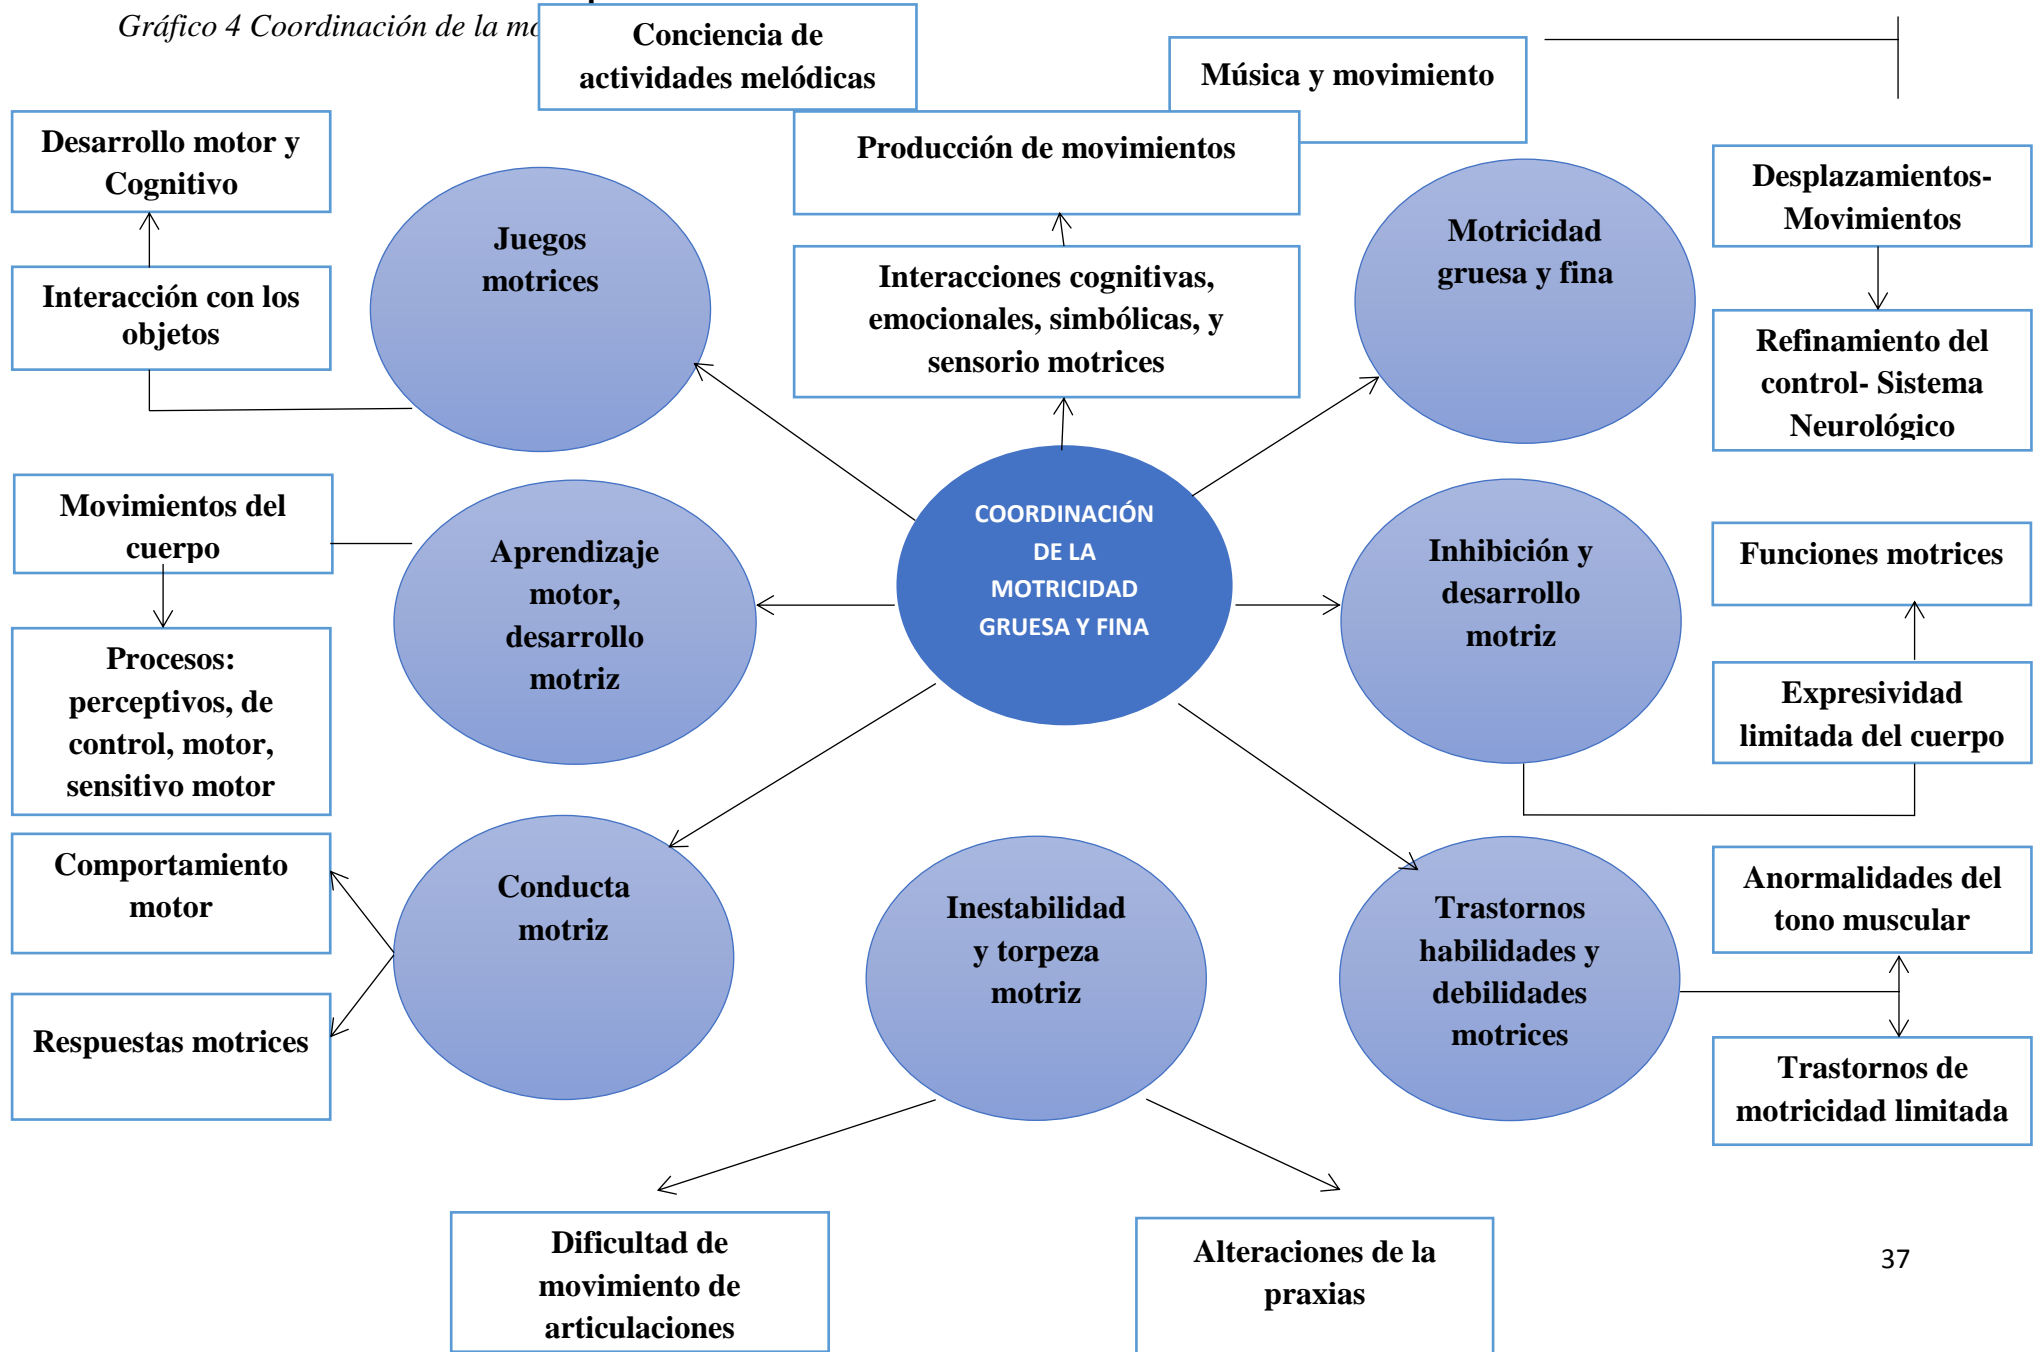 Gráfico 4 Coordinación de la
Conciencia de
actividades melódicas
Música y movimiento
Desarrollo motor y
Cognitivo
Producción de movimientos
Desplazamientos-
Movimientos
Juegos
motrices
Motricidad
gruesa y fina
Interacción con los
objetos
Interacciones cognitivas,
emocionales, simbólicas, y
sensorio motrices
Refinamiento del
control- Sistema
Neurológico
Movimientos del
cuerpo
Aprendizaje
motor,
desarrollo
motriz
COORDINACIÓN
DE LA
MOTRICIDAD
GRUESA Y FINA
Inhibición y
desarrollo
motriz
Funciones motrices
Procesos:
perceptivos, de
control, motor,
sensitivo motor
Expresividad
limitada del cuerpo
Comportamiento
motor
Conducta
motriz
Inestabilidad
y torpeza
motriz
Trastornos
habilidades y
debilidades
motrices
Anormalidades del
tono muscular
Respuestas motrices
Trastornos de
motricidad limitada
Dificultad de
movimiento de
articulaciones
Alteraciones de la
praxias
37